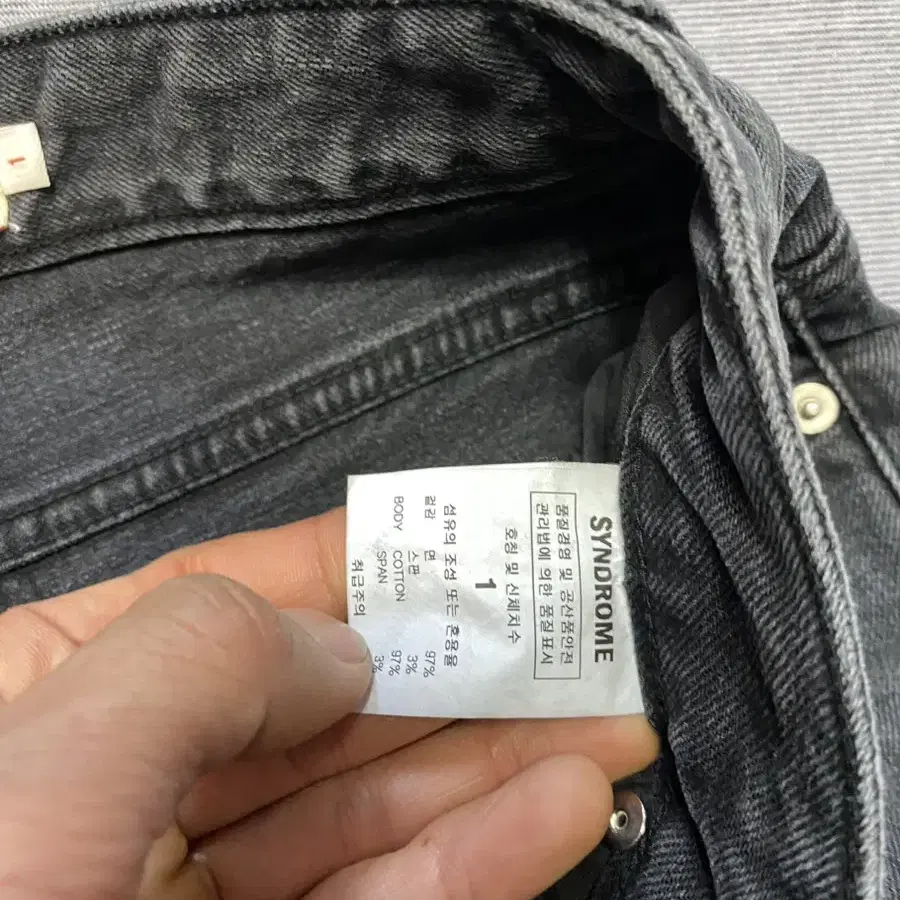 1
SYNDROME
품질경영 및 공산품안전
관리법에 의한 품질표시
호칭 및 신체치수
1
섬유의 조성 또는 혼용율
겉감 면 97%
스판 3%
BODY COTTON 97%
SPAN 3%
취급주의